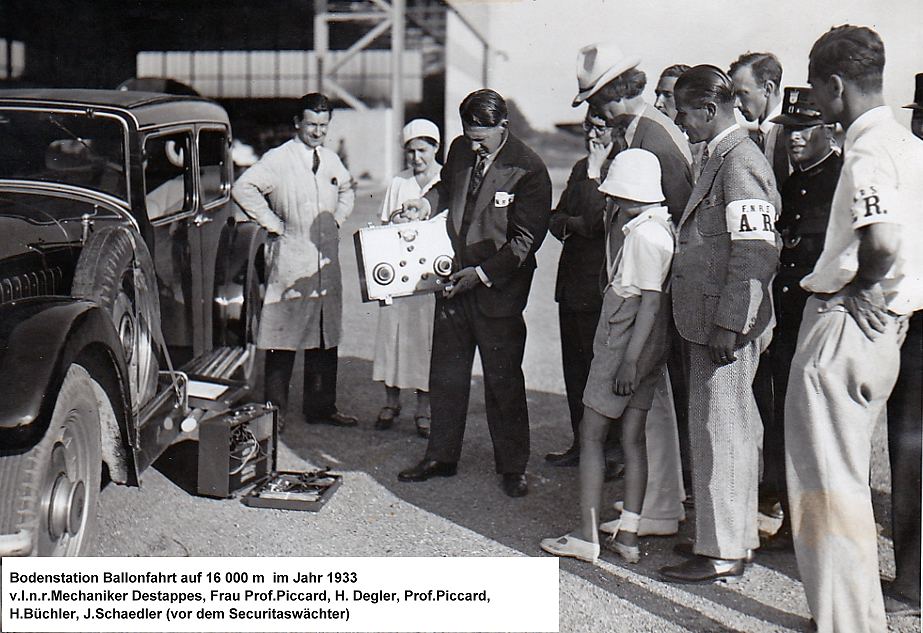 F.N.R.S
A.R.
R.S
R.
Bodenstation Ballonfahrt auf 16 000 m  im Jahr 1933
v.l.n.r.Mechaniker Destappes, Frau Prof.Piccard, H. Degler, Prof.Piccard,
H.Büchler, J.Schaedler (vor dem Securitaswächter)